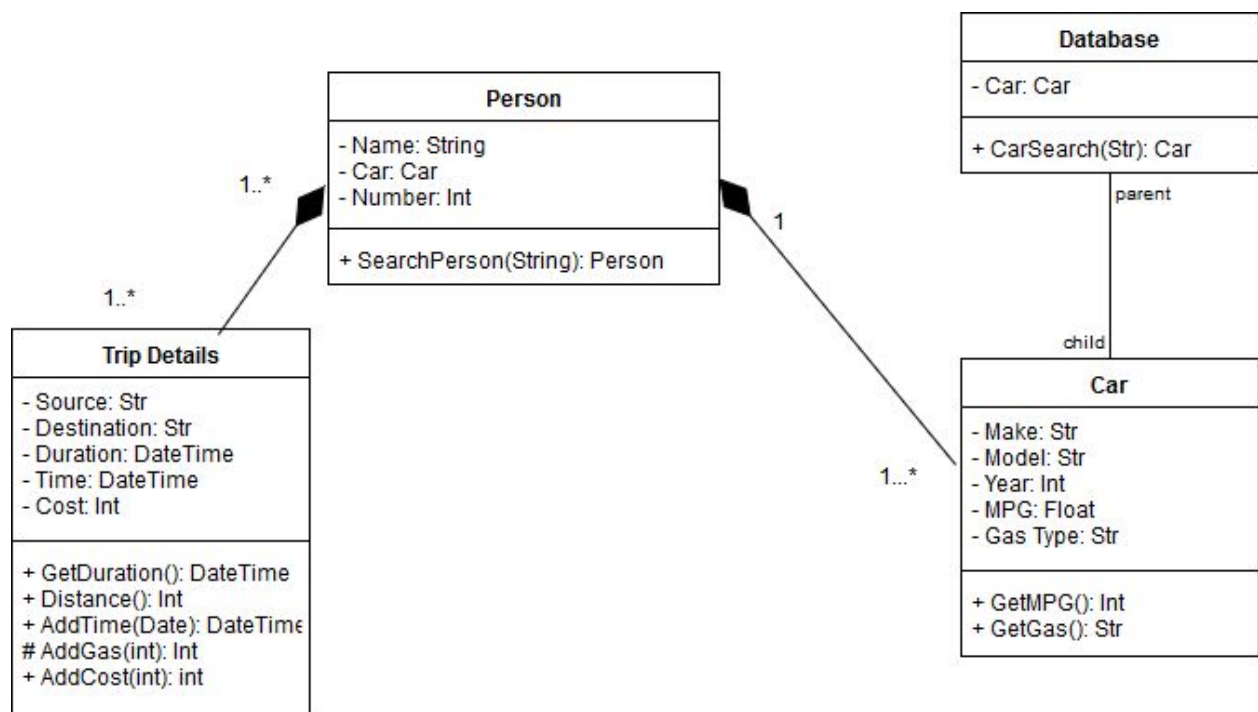 Database
- Car: Car
+ CarSearch(Str): Car
parent
Person
- Name: String
- Car: Car
- Number: Int
+ SearchPerson(String): Person
1..*
1
1..*
1...*
child
Trip Details
- Source: Str
- Destination: Str
- Duration: DateTime
- Time: DateTime
- Cost: Int
+ GetDuration(): DateTime
+ Distance(): Int
+ AddTime(Date): DateTime
# AddGas(int): Int
+ AddCost(int): int
Car
- Make: Str
- Model: Str
- Year: Int
- MPG: Float
- Gas Type: Str
+ GetMPG(): Int
+ GetGas(): Str